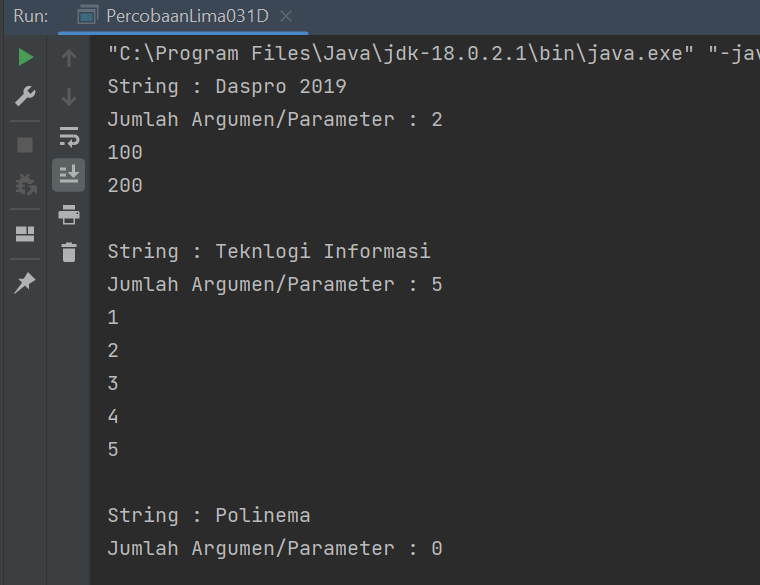 Run: PercobaanLima031D
"C:\Program Files\Java\jdk-18.0.2.1\bin\java.exe" "-jav
String : Daspro 2019
Jumlah Argumen/Parameter : 2
100
200
String : Teknlogi Informasi
Jumlah Argumen/Parameter : 5
1
2
3
4
5
String : Polinema
Jumlah Argumen/Parameter : 0